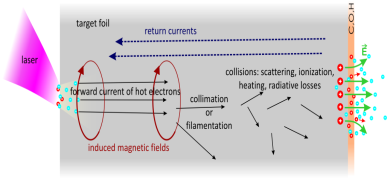 target foil
C.O.H
return currents
laser
E
collisions: scattering, ionization,
heating, radiative losses
forward current of hot electrons
collimation
or
filamentation
induced magnetic fields